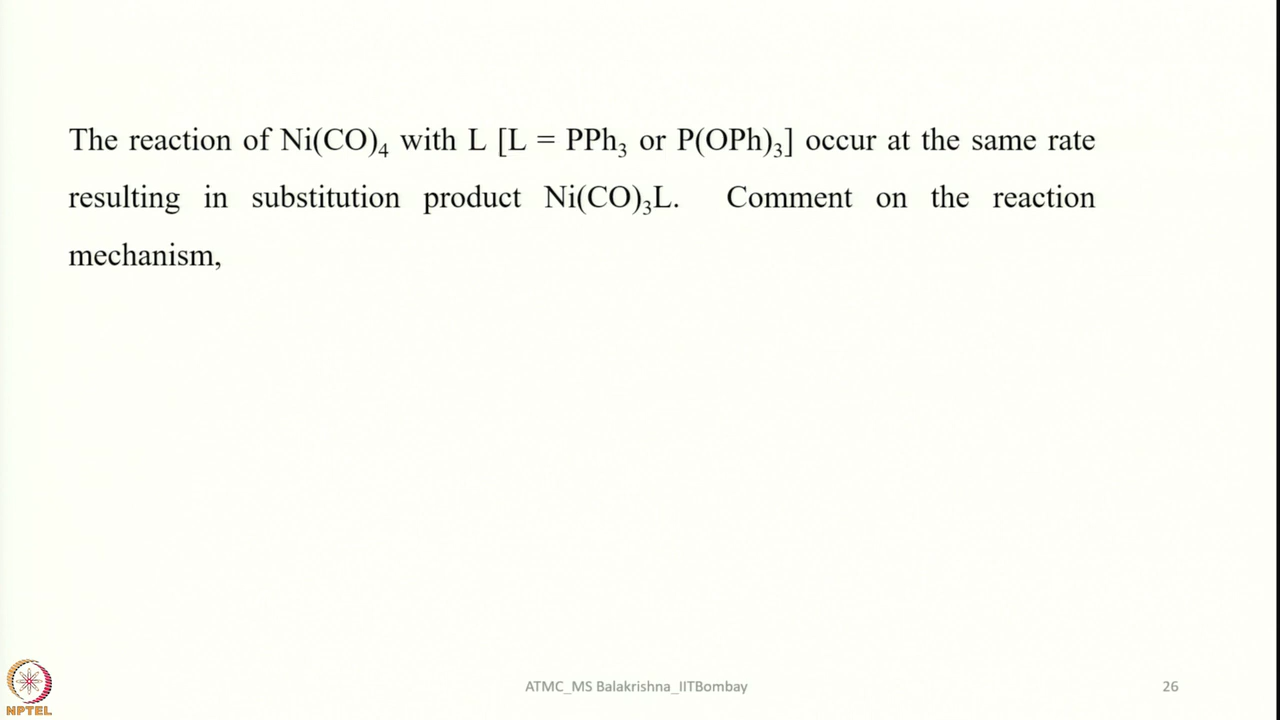 The reaction of Ni(CO)₄ with L [L = PPh₃ or P(OPh)₃] occur at the same rate
resulting in substitution product Ni(CO)₃L. Comment on the reaction
mechanism,
NPTEL
ATMC_MS Balakrishna_IITBombay
26